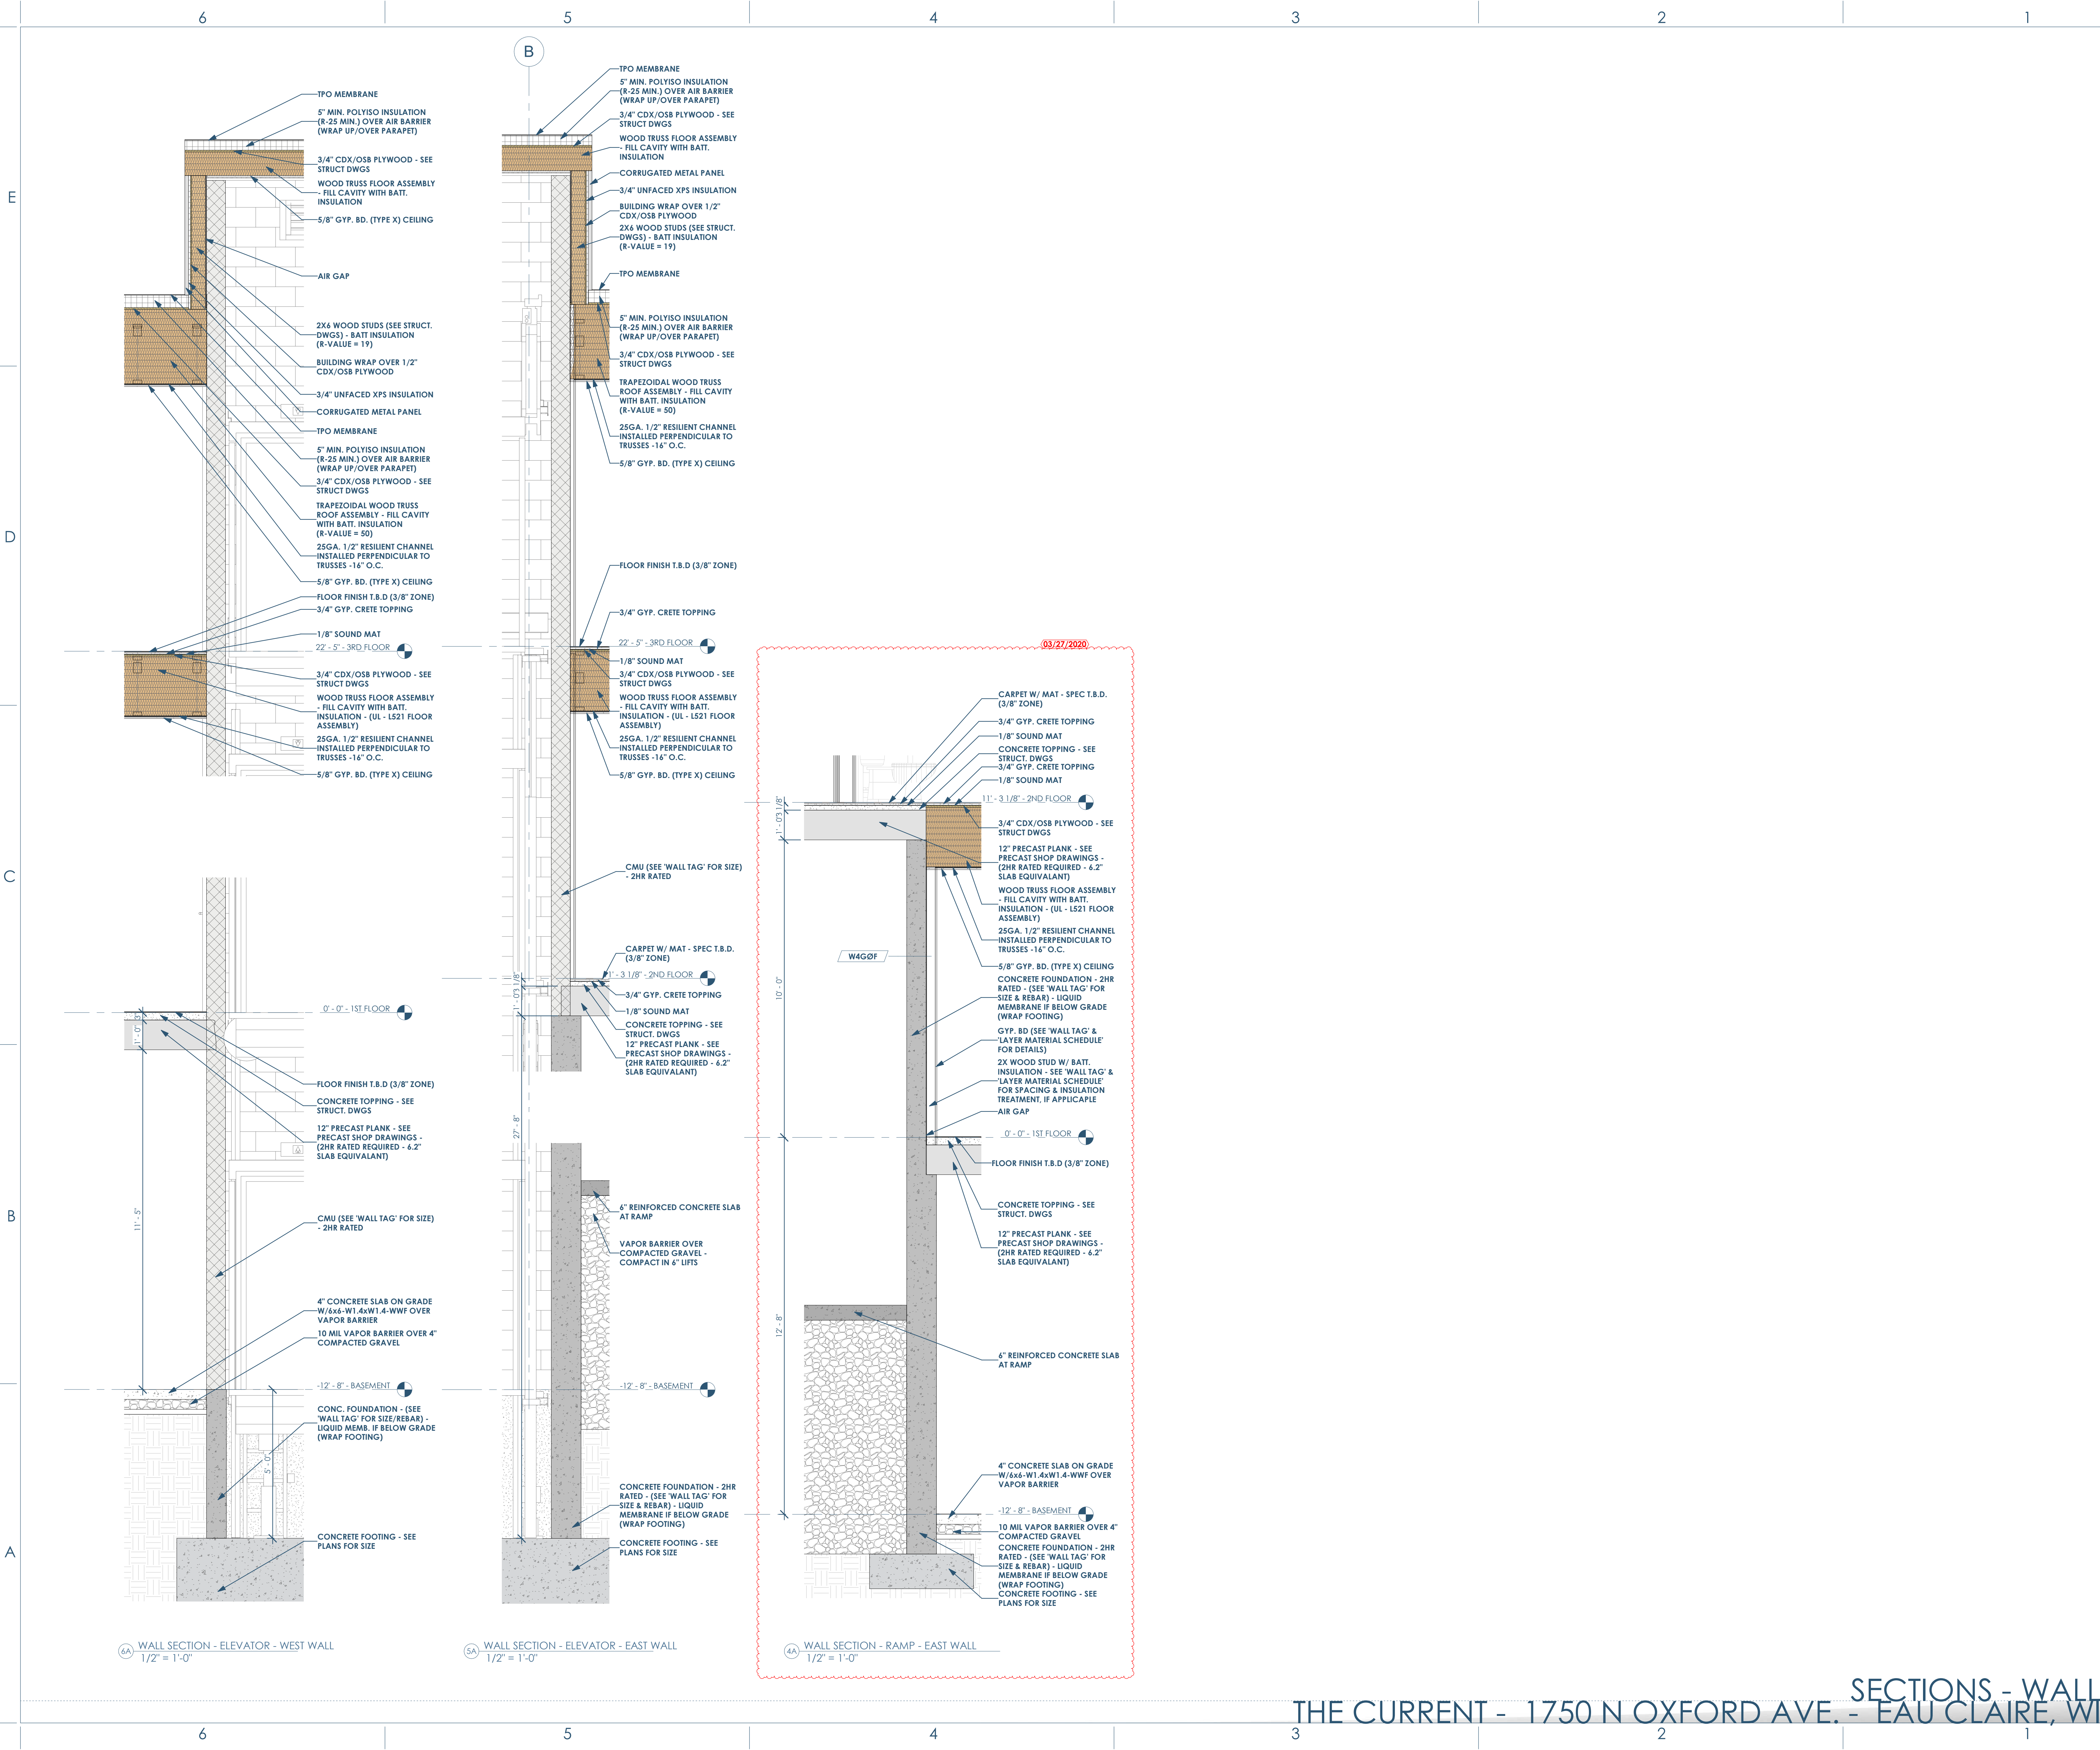 6 5 4 3 2 1
E
D
C
B
A
TPO MEMBRANE
5" MIN. POLYISO INSULATION
(R-25 MIN.) OVER AIR BARRIER
(WRAP UP/OVER PARAPET)
3/4" CDX/OSB PLYWOOD - SEE
STRUCT DWGS
WOOD TRUSS FLOOR ASSEMBLY
- FILL CAVITY WITH BATT.
INSULATION
5/8" GYP. BD. (TYPE X) CEILING
AIR GAP
2X6 WOOD STUDS (SEE STRUCT.
DWGS) - BATT INSULATION
(R-VALUE = 19)
BUILDING WRAP OVER 1/2"
CDX/OSB PLYWOOD
3/4" UNFACED XPS INSULATION
CORRUGATED METAL PANEL
TPO MEMBRANE
5" MIN. POLYISO INSULATION
(R-25 MIN.) OVER AIR BARRIER
(WRAP UP/OVER PARAPET)
3/4" CDX/OSB PLYWOOD - SEE
STRUCT DWGS
TRAPEZOIDAL WOOD TRUSS
ROOF ASSEMBLY - FILL CAVITY
WITH BATT. INSULATION
(R-VALUE = 50)
25GA. 1/2" RESILIENT CHANNEL
INSTALLED PERPENDICULAR TO
TRUSSES -16" O.C.
5/8" GYP. BD. (TYPE X) CEILING
FLOOR FINISH T.B.D (3/8" ZONE)
3/4" GYP. CRETE TOPPING
1/8" SOUND MAT
22' - 5" - 3RD FLOOR
3/4" CDX/OSB PLYWOOD - SEE
STRUCT DWGS
WOOD TRUSS FLOOR ASSEMBLY
- FILL CAVITY WITH BATT.
INSULATION - (UL - L521 FLOOR
ASSEMBLY)
25GA. 1/2" RESILIENT CHANNEL
INSTALLED PERPENDICULAR TO
TRUSSES -16" O.C.
5/8" GYP. BD. (TYPE X) CEILING
0' - 0" - 1ST FLOOR
1' - 0' 3"
FLOOR FINISH T.B.D (3/8" ZONE)
CONCRETE TOPPING - SEE
STRUCT. DWGS
12" PRECAST PLANK - SEE
PRECAST SHOP DRAWINGS -
(2HR RATED REQUIRED - 6.2"
SLAB EQUIVALANT)
11' - 5"
CMU (SEE 'WALL TAG' FOR SIZE)
- 2HR RATED
4" CONCRETE SLAB ON GRADE
W/6x6-W1.4xW1.4-WWF OVER
VAPOR BARRIER
10 MIL VAPOR BARRIER OVER 4"
COMPACTED GRAVEL
-12' - 8" - BASEMENT
CONC. FOUNDATION - (SEE
'WALL TAG' FOR SIZE/REBAR) -
LIQUID MEMB. IF BELOW GRADE
(WRAP FOOTING)
5' - 0"
CONCRETE FOOTING - SEE
PLANS FOR SIZE
6A
WALL SECTION - ELEVATOR - WEST WALL
1/2" = 1'-0"
B
TPO MEMBRANE
5" MIN. POLYISO INSULATION
(R-25 MIN.) OVER AIR BARRIER
(WRAP UP/OVER PARAPET)
3/4" CDX/OSB PLYWOOD - SEE
STRUCT DWGS
WOOD TRUSS FLOOR ASSEMBLY
- FILL CAVITY WITH BATT.
INSULATION
CORRUGATED METAL PANEL
3/4" UNFACED XPS INSULATION
BUILDING WRAP OVER 1/2"
CDX/OSB PLYWOOD
2X6 WOOD STUDS (SEE STRUCT.
DWGS) - BATT INSULATION
(R-VALUE = 19)
TPO MEMBRANE
5" MIN. POLYISO INSULATION
(R-25 MIN.) OVER AIR BARRIER
(WRAP UP/OVER PARAPET)
3/4" CDX/OSB PLYWOOD - SEE
STRUCT DWGS
TRAPEZOIDAL WOOD TRUSS
ROOF ASSEMBLY - FILL CAVITY
WITH BATT. INSULATION
(R-VALUE = 50)
25GA. 1/2" RESILIENT CHANNEL
INSTALLED PERPENDICULAR TO
TRUSSES -16" O.C.
5/8" GYP. BD. (TYPE X) CEILING
FLOOR FINISH T.B.D (3/8" ZONE)
3/4" GYP. CRETE TOPPING
22' - 5" - 3RD FLOOR
1/8" SOUND MAT
3/4" CDX/OSB PLYWOOD - SEE
STRUCT DWGS
WOOD TRUSS FLOOR ASSEMBLY
- FILL CAVITY WITH BATT.
INSULATION - (UL - L521 FLOOR
ASSEMBLY)
25GA. 1/2" RESILIENT CHANNEL
INSTALLED PERPENDICULAR TO
TRUSSES -16" O.C.
5/8" GYP. BD. (TYPE X) CEILING
CMU (SEE 'WALL TAG' FOR SIZE)
- 2HR RATED
CARPET W/ MAT - SPEC T.B.D.
(3/8" ZONE)
1' - 3 1/8" - 2ND FLOOR
1' - 0'3 1/8"
3/4" GYP. CRETE TOPPING
1/8" SOUND MAT
CONCRETE TOPPING - SEE
STRUCT. DWGS
12" PRECAST PLANK - SEE
PRECAST SHOP DRAWINGS -
(2HR RATED REQUIRED - 6.2"
SLAB EQUIVALANT)
27' - 8"
6" REINFORCED CONCRETE SLAB
AT RAMP
VAPOR BARRIER OVER
COMPACTED GRAVEL -
COMPACT IN 6" LIFTS
-12' - 8" - BASEMENT
CONCRETE FOUNDATION - 2HR
RATED - (SEE 'WALL TAG' FOR
SIZE & REBAR) - LIQUID
MEMBRANE IF BELOW GRADE
(WRAP FOOTING)
CONCRETE FOOTING - SEE
PLANS FOR SIZE
5A
WALL SECTION - ELEVATOR - EAST WALL
1/2" = 1'-0"
03/27/2020
CARPET W/ MAT - SPEC T.B.D.
(3/8" ZONE)
3/4" GYP. CRETE TOPPING
1/8" SOUND MAT
CONCRETE TOPPING - SEE
STRUCT. DWGS
3/4" GYP. CRETE TOPPING
1/8" SOUND MAT
11' - 3 1/8" - 2ND FLOOR
1' - 0'3 1/8"
3/4" CDX/OSB PLYWOOD - SEE
STRUCT DWGS
12" PRECAST PLANK - SEE
PRECAST SHOP DRAWINGS -
(2HR RATED REQUIRED - 6.2"
SLAB EQUIVALANT)
WOOD TRUSS FLOOR ASSEMBLY
- FILL CAVITY WITH BATT.
INSULATION - (UL - L521 FLOOR
ASSEMBLY)
25GA. 1/2" RESILIENT CHANNEL
INSTALLED PERPENDICULAR TO
TRUSSES -16" O.C.
W4GØF
5/8" GYP. BD. (TYPE X) CEILING
10' - 0"
CONCRETE FOUNDATION - 2HR
RATED - (SEE 'WALL TAG' FOR
SIZE & REBAR) - LIQUID
MEMBRANE IF BELOW GRADE
(WRAP FOOTING)
GYP. BD (SEE 'WALL TAG' &
'LAYER MATERIAL SCHEDULE'
FOR DETAILS)
2X WOOD STUD W/ BATT.
INSULATION - SEE 'WALL TAG' &
'LAYER MATERIAL SCHEDULE'
FOR SPACING & INSULATION
TREATMENT, IF APPLICAPLE
AIR GAP
0' - 0" - 1ST FLOOR
FLOOR FINISH T.B.D (3/8" ZONE)
CONCRETE TOPPING - SEE
STRUCT. DWGS
12" PRECAST PLANK - SEE
PRECAST SHOP DRAWINGS -
(2HR RATED REQUIRED - 6.2"
SLAB EQUIVALANT)
12' - 8"
6" REINFORCED CONCRETE SLAB
AT RAMP
4" CONCRETE SLAB ON GRADE
W/6x6-W1.4xW1.4-WWF OVER
VAPOR BARRIER
-12' - 8" - BASEMENT
10 MIL VAPOR BARRIER OVER 4"
COMPACTED GRAVEL
CONCRETE FOUNDATION - 2HR
RATED - (SEE 'WALL TAG' FOR
SIZE & REBAR) - LIQUID
MEMBRANE IF BELOW GRADE
(WRAP FOOTING)
CONCRETE FOOTING - SEE
PLANS FOR SIZE
4A
WALL SECTION - RAMP - EAST WALL
1/2" = 1'-0"
SECTIONS - WALL
THE CURRENT - 1750 N OXFORD AVE. - EAU CLAIRE, WI
6 5 4 3 2 1